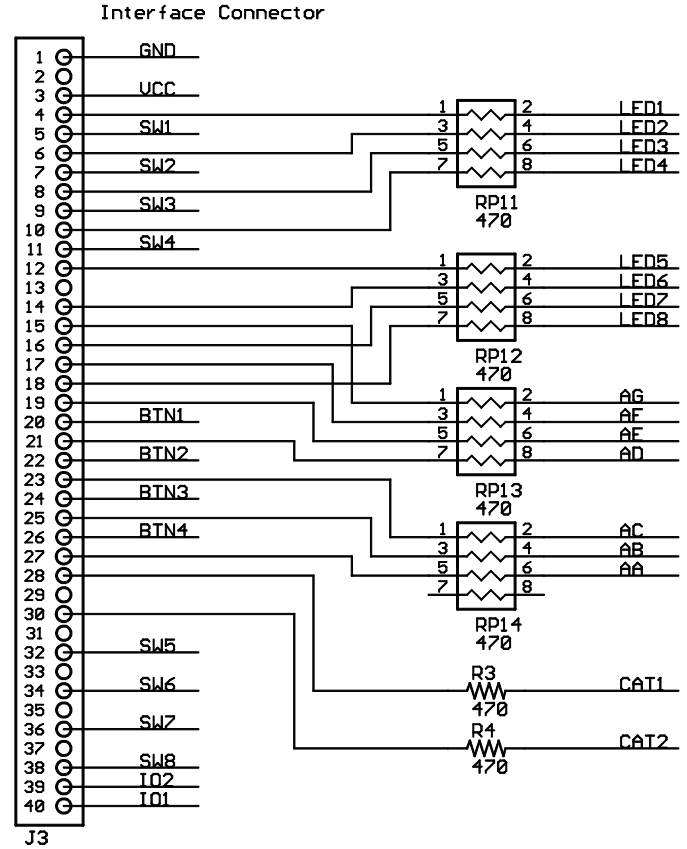 Interface Connector
1 GND
2
3 VCC
4 1 2 LED1
5 SW1 3 4 LED2
6 5 6 LED3
7 SW2 7 8 LED4
8
9 SW3 RP11
10 470
11 SW4
12 1 2 LED5
13 3 4 LED6
14 5 6 LED7
15 7 8 LED8
16
17 RP12
18 470
19 1 2 AG
20 BTN1 3 4 AF
21 5 6 AE
22 BTN2 7 8 AD
23
24 BTN3 RP13
25 470
26 BTN4 1 2 AC
27 3 4 AB
28 5 6 AA
29 7 8
30
31 RP14
32 SW5 470
33 R3
34 SW6 CAT1
35 470
36 SW7 R4
37 CAT2
38 SW8 470
39 IO2
40 IO1
J3